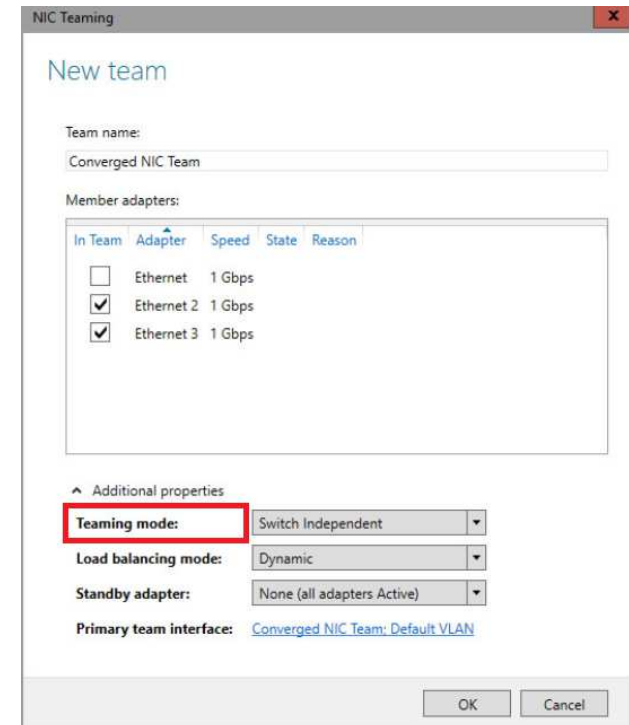 NIC Teaming x
New team
Team name:
Converged NIC Team
Member adapters:
In Team Adapter Speed State Reason
Ethernet 1 Gbps
Ethernet 2 1 Gbps
Ethernet 3 1 Gbps
Additional properties
Teaming mode: Switch Independent
Load balancing mode: Dynamic
Standby adapter: None (all adapters Active)
Primary team interface: Converged NIC Team; Default VLAN
OK Cancel